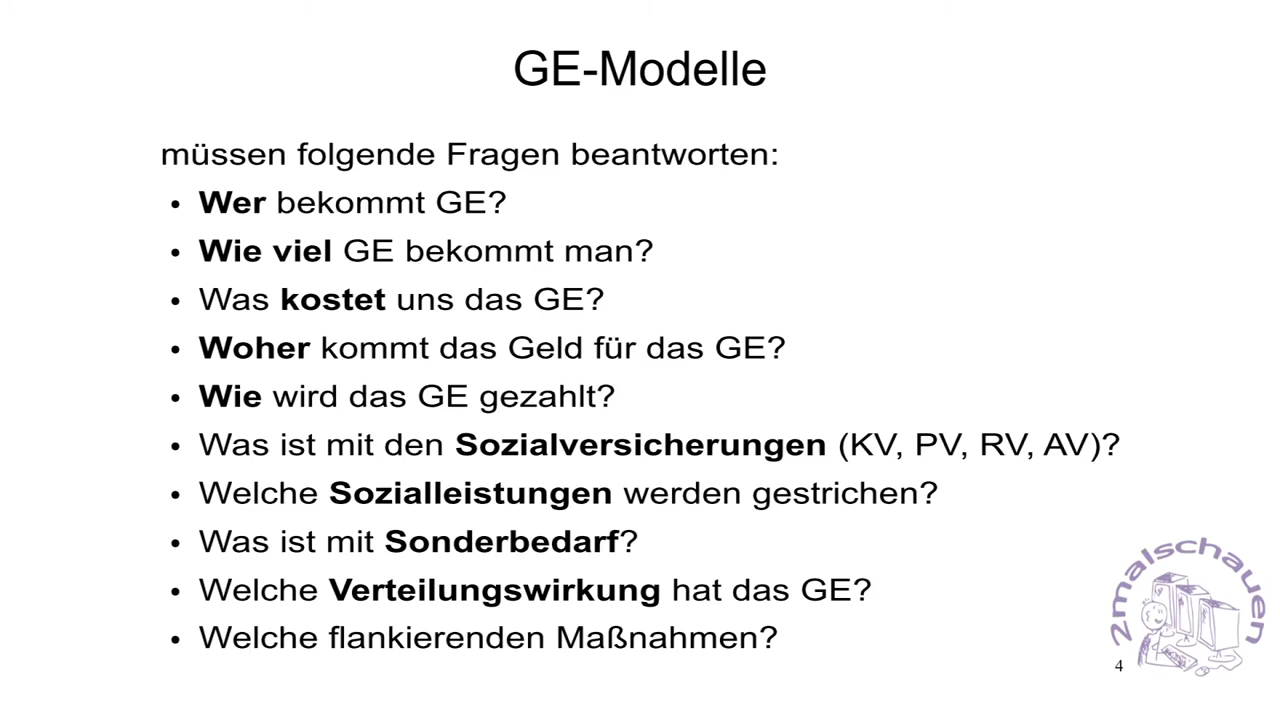 GE-Modelle
müssen folgende Fragen beantworten:
• Wer bekommt GE?
• Wie viel GE bekommt man?
• Was kostet uns das GE?
• Woher kommt das Geld für das GE?
• Wie wird das GE gezahlt?
• Was ist mit den Sozialversicherungen (KV, PV, RV, AV)?
• Welche Sozialleistungen werden gestrichen?
• Was ist mit Sonderbedarf?
• Welche Verteilungswirkung hat das GE?
• Welche flankierenden Maßnahmen?
2malschauen
4